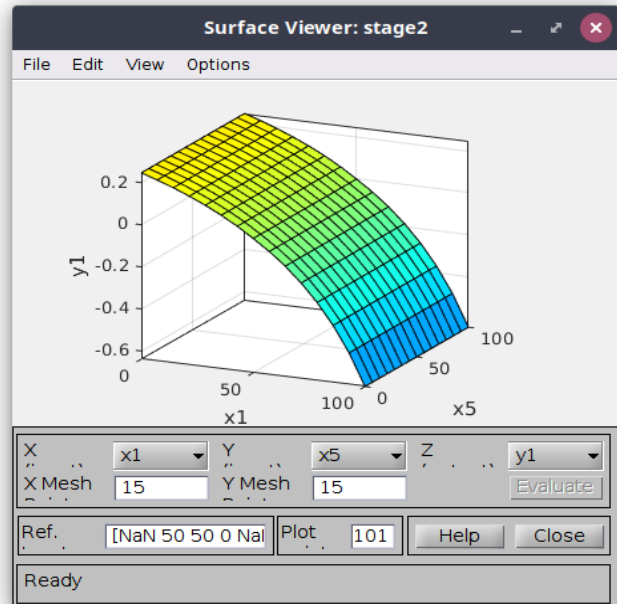 Surface Viewer: stage2
File Edit View Options
0.2
0
-0.2
-0.4
-0.6
y1
0
50
100
x1
0
50
100
x5
X x1 Y x5 Z y1
X Mesh 15 Y Mesh 15 Evaluate
Ref. [NaN 50 50 0 Na Plot 101 Help Close
Ready